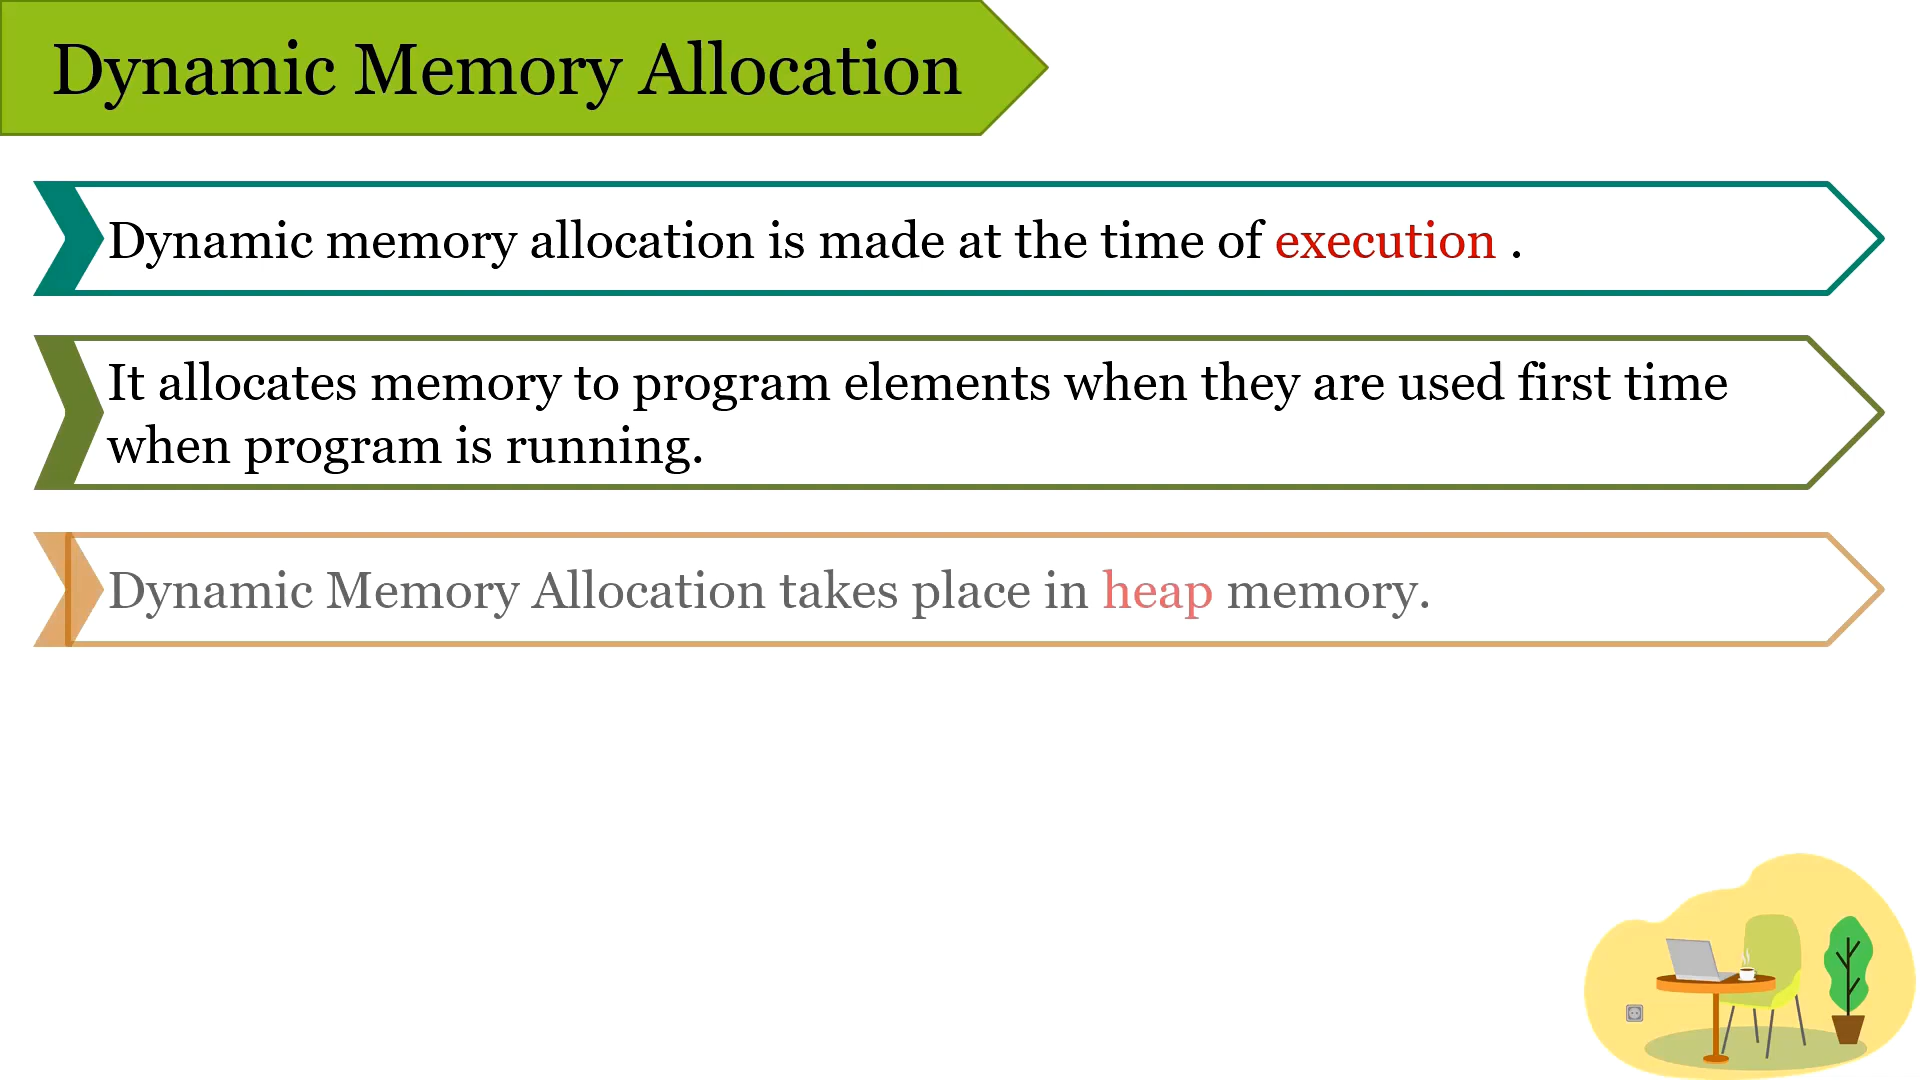 Dynamic Memory Allocation
Dynamic memory allocation is made at the time of execution .
It allocates memory to program elements when they are used first time
when program is running.
Dynamic Memory Allocation takes place in heap memory.